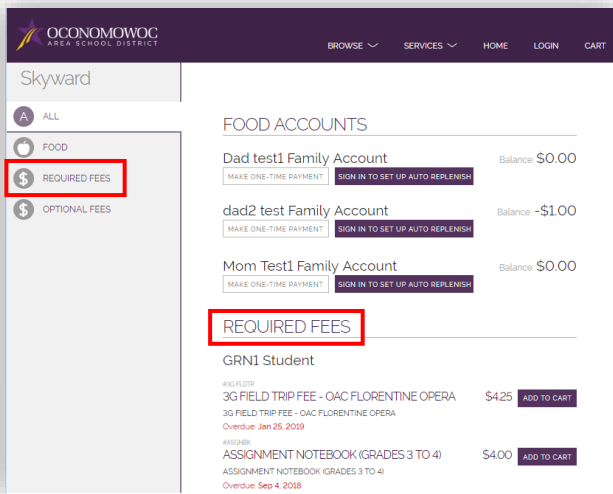 OCONOMOWOC
AREA SCHOOL DISTRICT
BROWSE SERVICES HOME LOGIN CART
Skyward
A ALL
FOOD
$ REQUIRED FEES
$ OPTIONAL FEES
FOOD ACCOUNTS
Dad test1 Family Account Balance: $0.00
MAKE ONE-TIME PAYMENT SIGN IN TO SET UP AUTO REPLENISH
dad2 test Family Account Balance: -$1.00
MAKE ONE-TIME PAYMENT SIGN IN TO SET UP AUTO REPLENISH
Mom Test1 Family Account Balance: $0.00
MAKE ONE-TIME PAYMENT SIGN IN TO SET UP AUTO REPLENISH
REQUIRED FEES
GRN1 Student
#3G FLDTP
3G FIELD TRIP FEE - OAC FLORENTINE OPERA $4.25 ADD TO CART
3G FIELD TRIP FEE - OAC FLORENTINE OPERA
Overdue: Jan 25, 2019
#ASGNBK
ASSIGNMENT NOTEBOOK (GRADES 3 TO 4) $4.00 ADD TO CART
ASSIGNMENT NOTEBOOK (GRADES 3 TO 4)
Overdue: Sep 4, 2018